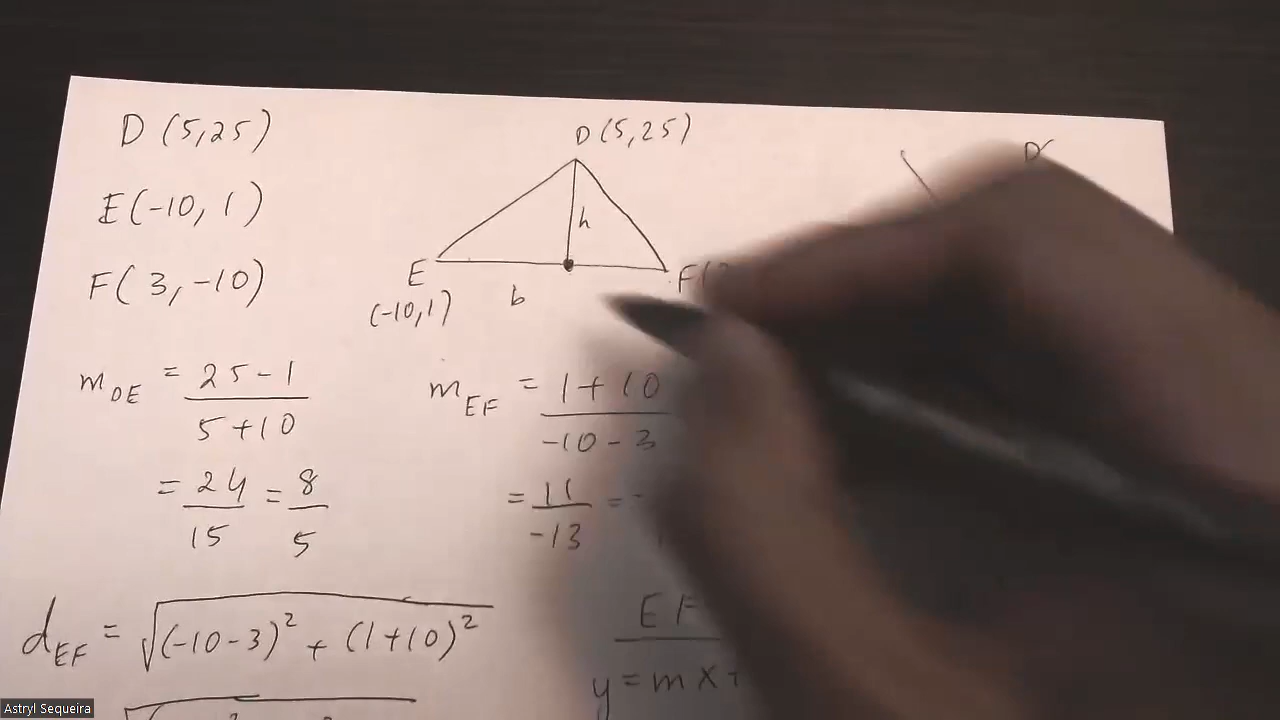 D (5,25)
E(-10, 1)
F( 3, -10)
D (5,25)
h
E
(-10,1)
b
F(
D
m_DE = 25-1 / 5+10
= 24/15 = 8/5
m_EF = 1+10 / -10-3
= 11/-13 = -
d_EF = √(-10-3)² + (1+10)²
EF
y = mx+
Astryl Sequeira